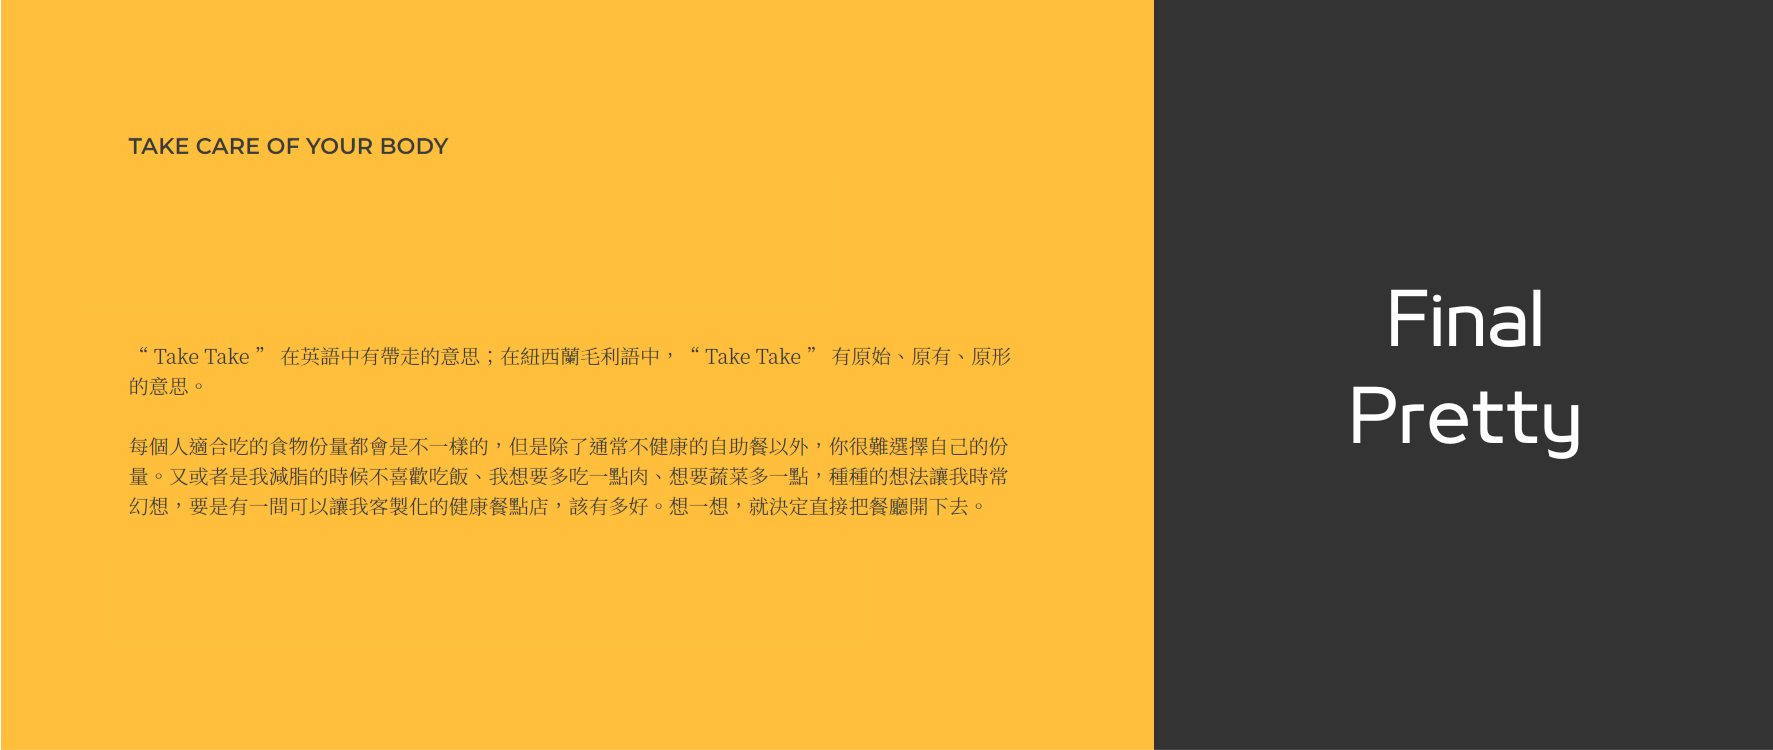 TAKE CARE OF YOUR BODY
“ Take Take ” 在英語中有帶走的意思；在紐西蘭毛利語中，“ Take Take ” 有原始、原有、原形
的意思。
每個人適合吃的食物份量都會是不一樣的，但是除了通常不健康的自助餐以外，你很難選擇自己的份
量。又或者是我減脂的時候不喜歡吃飯、我想要多吃一點肉、想要蔬菜多一點，種種的想法讓我時常
幻想，要是有一間可以讓我客製化的健康餐點店，該有多好。想一想，就決定直接把餐廳開下去。
Final
Pretty